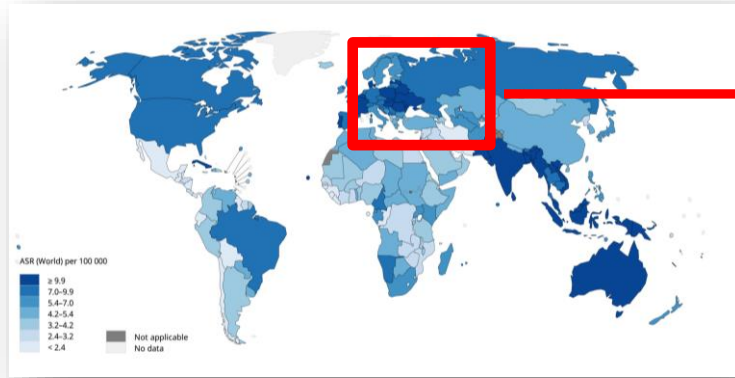 ASR (World) per 100 000
≥ 9.9
7.0–9.9
5.4–7.0
4.2–5.4
3.2–4.2
2.4–3.2
< 2.4
Not applicable
No data